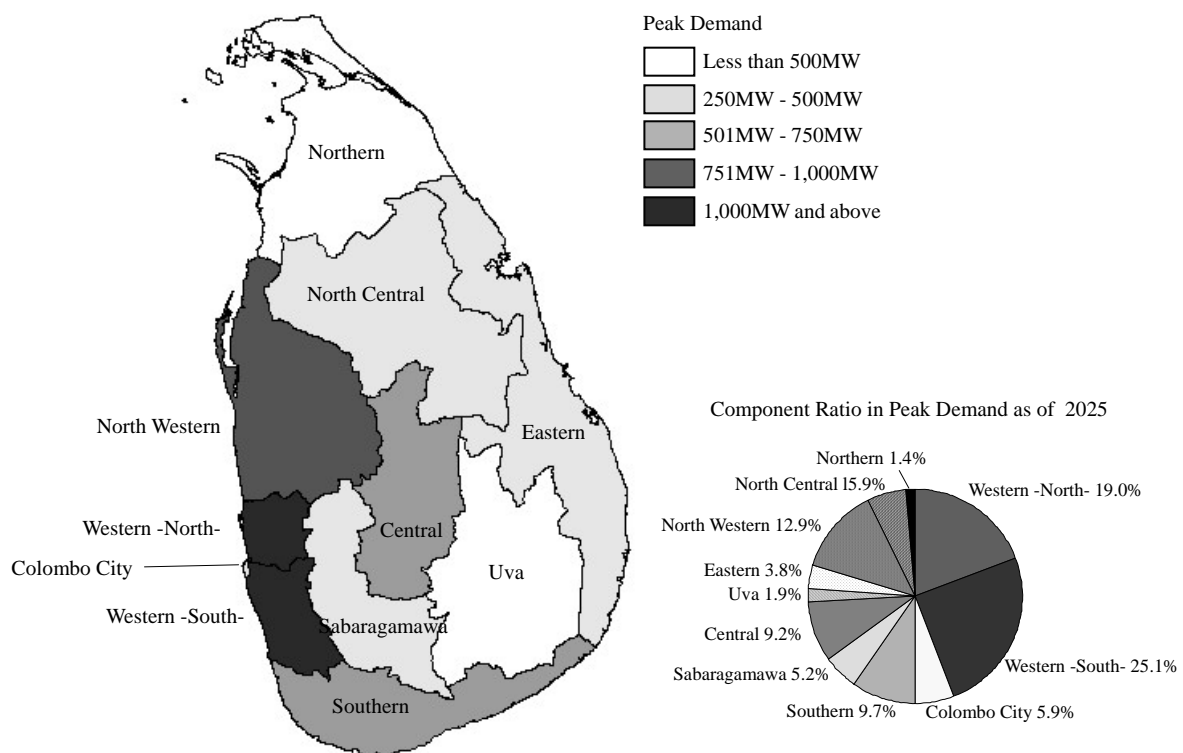 Peak Demand
Less than 500MW
250MW - 500MW
501MW - 750MW
751MW - 1,000MW
1,000MW and above
Northern
North Central
North Western
Eastern
Western -North-
Central
Colombo City
Uva
Western -South-
Sabaragamawa
Southern
Component Ratio in Peak Demand as of 2025
Northern 1.4%
North Central l5.9%
Western -North- 19.0%
North Western 12.9%
Eastern 3.8%
Uva 1.9%
Central 9.2%
Sabaragamawa 5.2%
Western -South- 25.1%
Southern 9.7%
Colombo City 5.9%